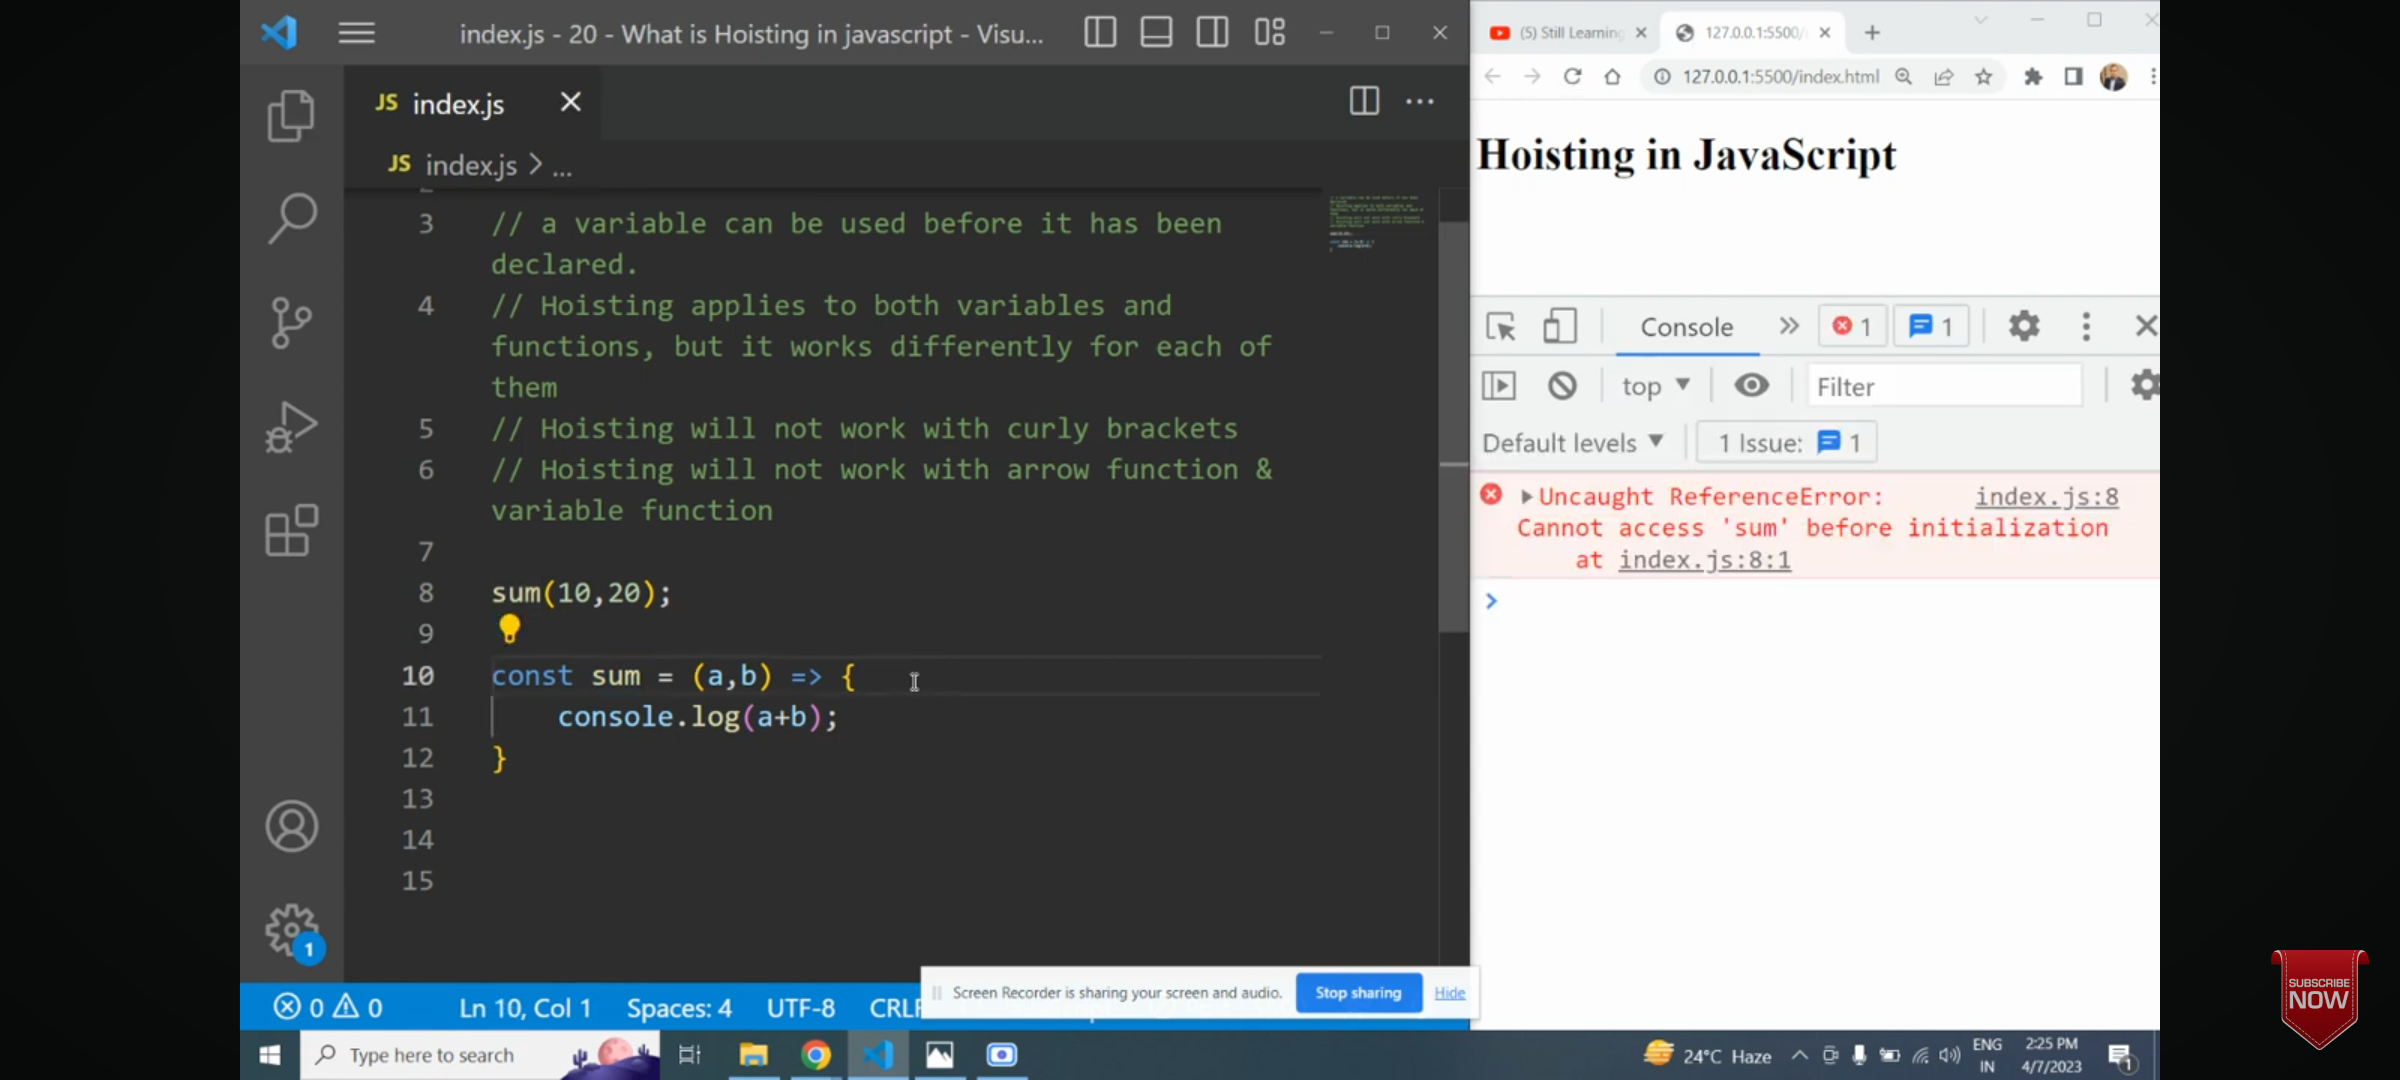 index.js - 20 - What is Hoisting in javascript - Visu...
JS index.js
JS index.js > ...
2
3 // a variable can be used before it has been
declared.
4 // Hoisting applies to both variables and
functions, but it works differently for each of
them
5 // Hoisting will not work with curly brackets
6 // Hoisting will not work with arrow function &
variable function
7
8 sum(10,20);
9
10 const sum = (a,b) => {
11 console.log(a+b);
12 }
13
14
15
1
0 0 Ln 10, Col 1 Spaces: 4 UTF-8 CRLF
(5) Still Learning
127.0.0.1:5500/
127.0.0.1:5500/index.html
Hoisting in JavaScript
Console 1 1
top Filter
Default levels 1 Issue: 1
Uncaught ReferenceError: index.js:8
Cannot access 'sum' before initialization
at index.js:8:1
Screen Recorder is sharing your screen and audio. Stop sharing Hide
Type here to search
24°C Haze
ENG
IN
2:25 PM
4/7/2023
1
SUBSCRIBE
NOW